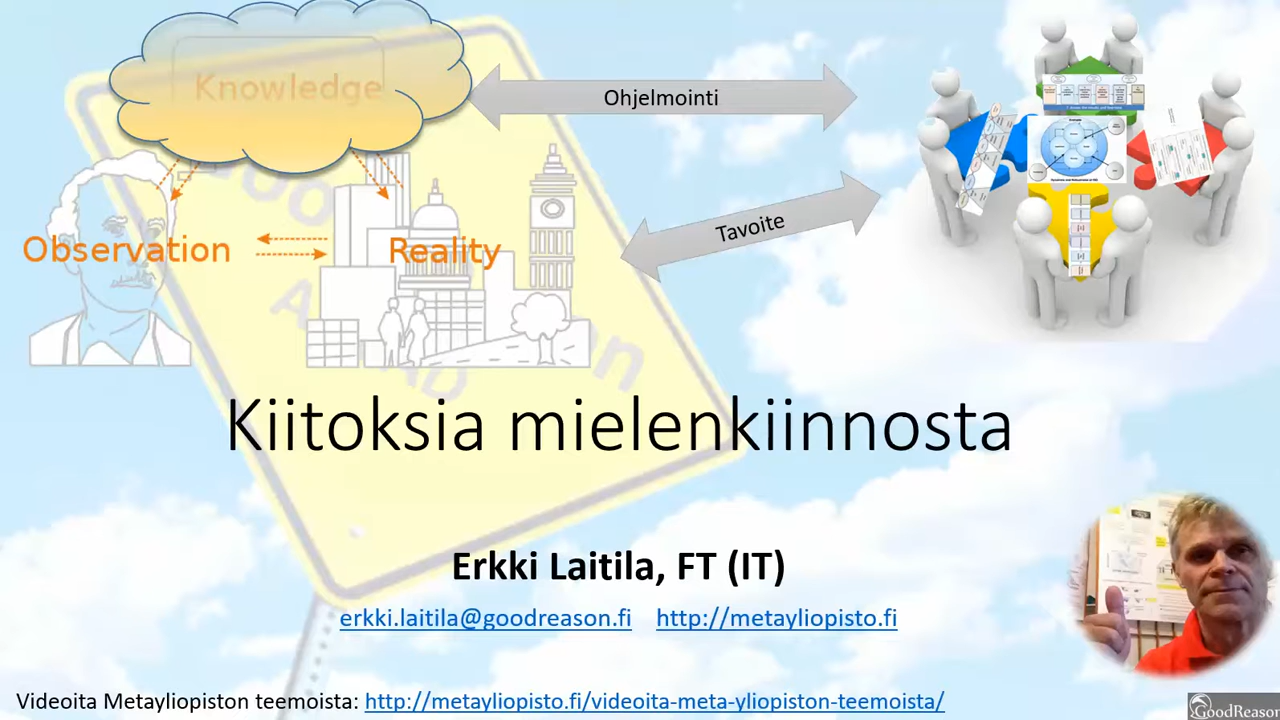 Knowledge
Ohjelmointi
Tavoite
Observation
Reality
Kiitoksia mielenkiinnosta
Erkki Laitila, FT (IT)
erkki.laitila@goodreason.fi http://metayliopisto.fi
Videoita Metayliopiston teemoista: http://metayliopisto.fi/videoita-meta-yliopiston-teemoista/
GoodReason